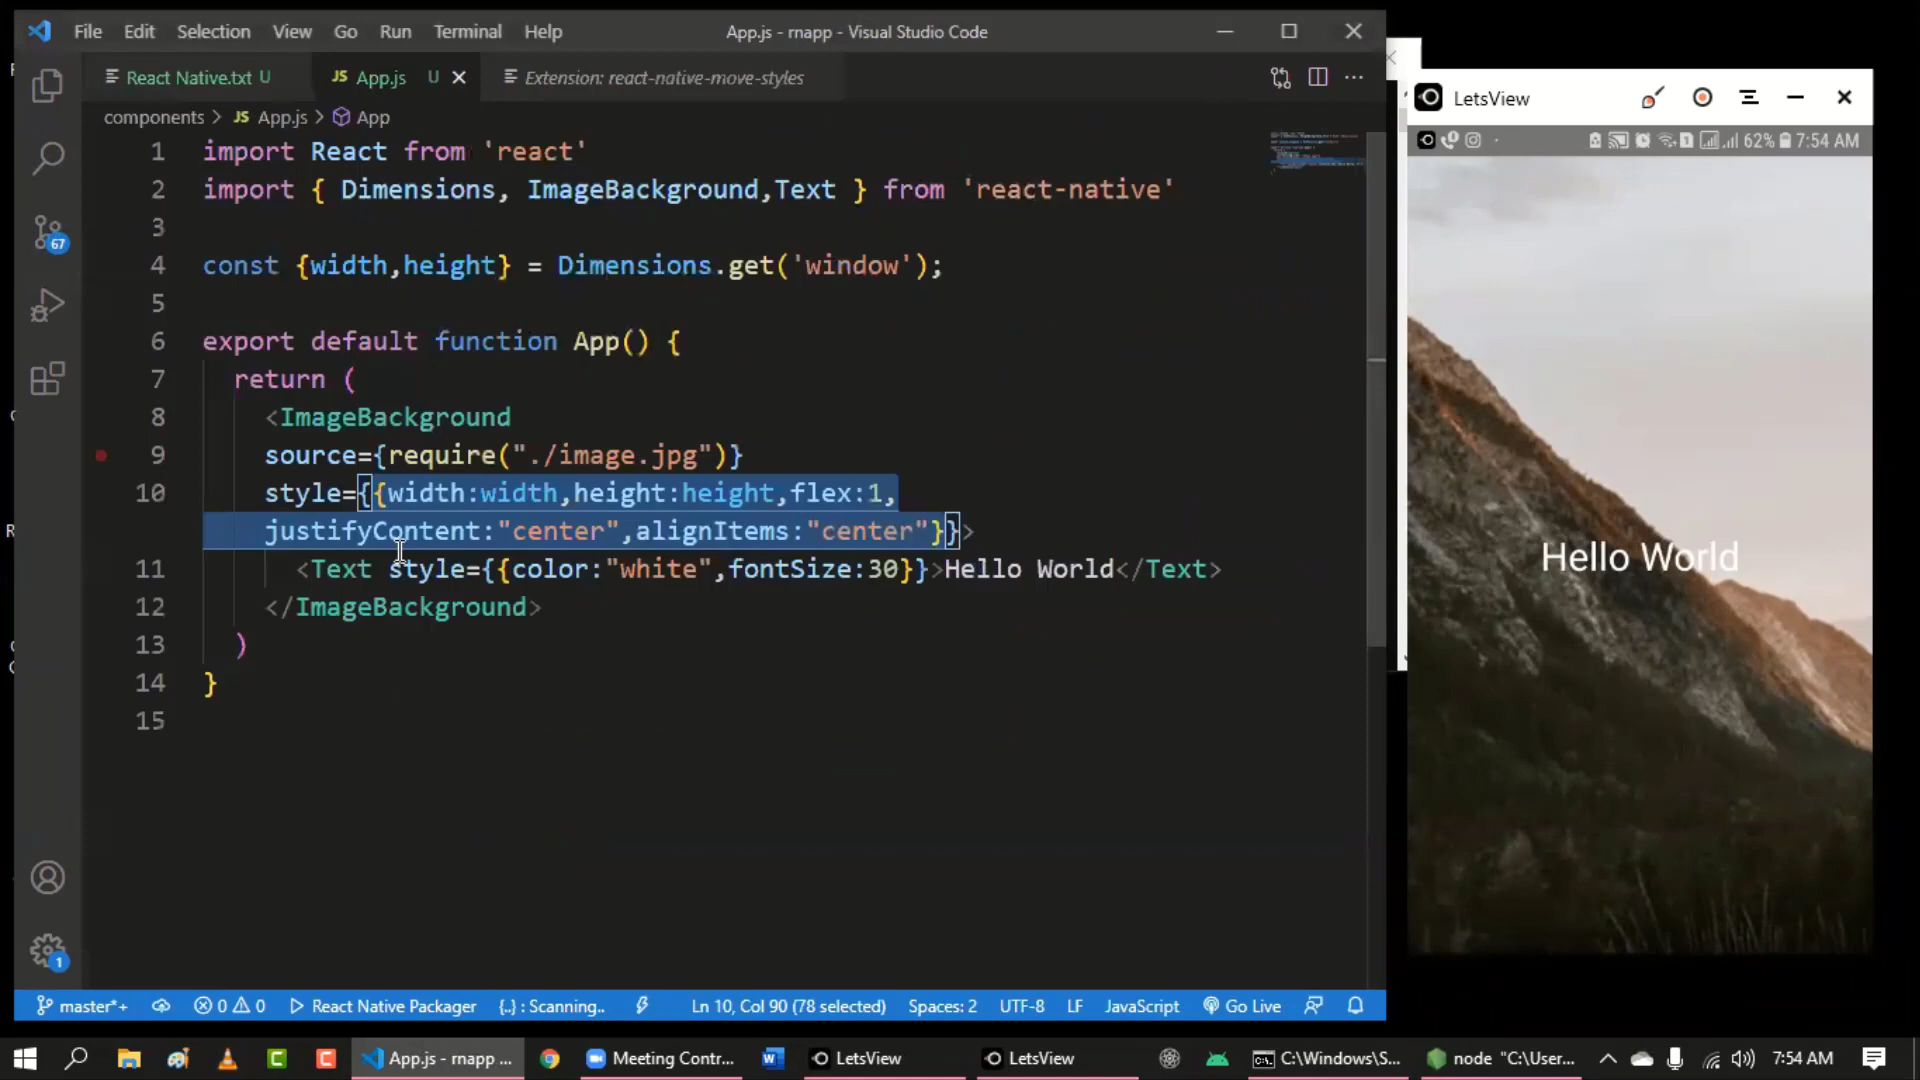 File Edit Selection View Go Run Terminal Help App.js - rnapp - Visual Studio Code
React Native.txt U JS App.js U Extension: react-native-move-styles
components > JS App.js > App
1 import React from 'react'
2 import { Dimensions, ImageBackground,Text } from 'react-native'
3
4 const {width,height} = Dimensions.get('window');
5
6 export default function App() {
7 return (
8 <ImageBackground
9 source={require("./image.jpg")}
10 style={{width:width,height:height,flex:1,
justifyContent:"center",alignItems:"center"}}>
11 <Text style={{color:"white",fontSize:30}}>Hello World</Text>
12 </ImageBackground>
13 )
14 }
15
67
1
master*+ 0 0 React Native Packager {..} : Scanning.. Ln 10, Col 90 (78 selected) Spaces: 2 UTF-8 LF JavaScript Go Live
LetsView
62% 7:54 AM
Hello World
App.js - rnapp ... Meeting Contr... LetsView LetsView C:\Windows\S... node "C:\User... 7:54 AM